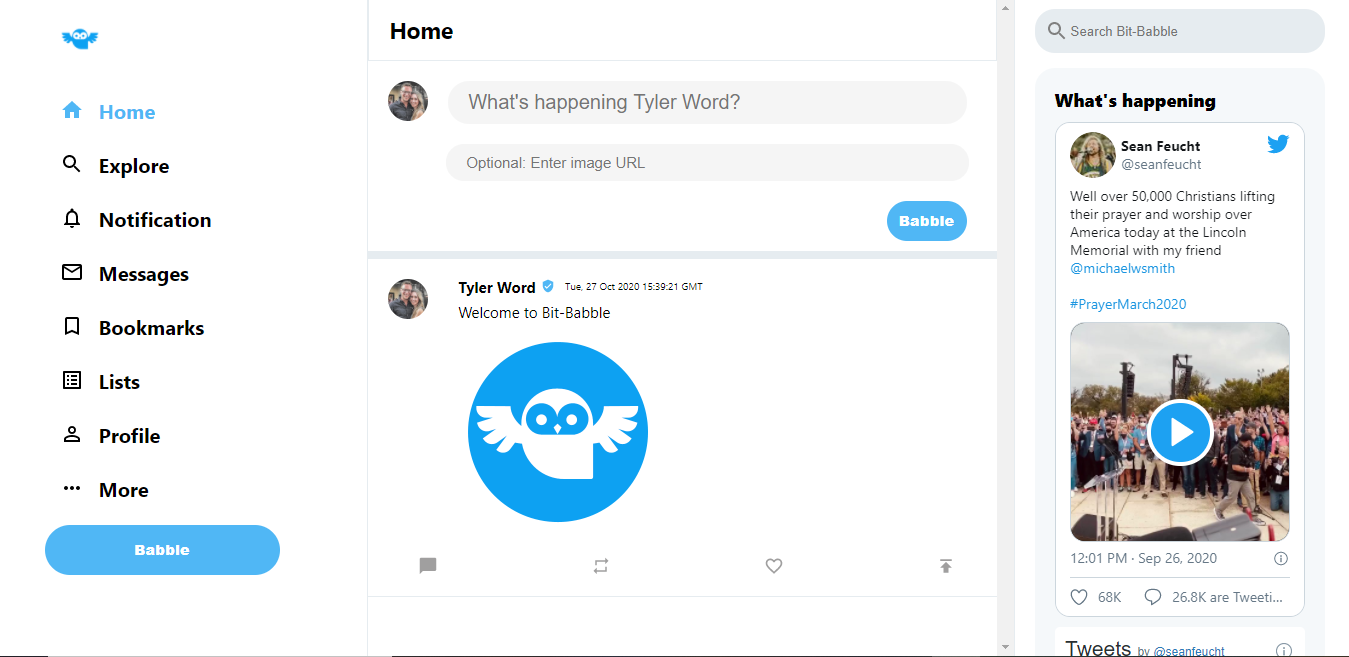 Home
Explore
Notification
Messages
Bookmarks
Lists
Profile
More
Babble
Home
What's happening Tyler Word?
Optional: Enter image URL
Babble
Tyler Word Tue, 27 Oct 2020 15:39:21 GMT
Welcome to Bit-Babble
Search Bit-Babble
What's happening
Sean Feucht
@seanfeucht
Well over 50,000 Christians lifting
their prayer and worship over
America today at the Lincoln
Memorial with my friend
@michaelwsmith
#PrayerMarch2020
12:01 PM · Sep 26, 2020
68K 26.8K are Tweeti...
Tweets by @seanfeucht